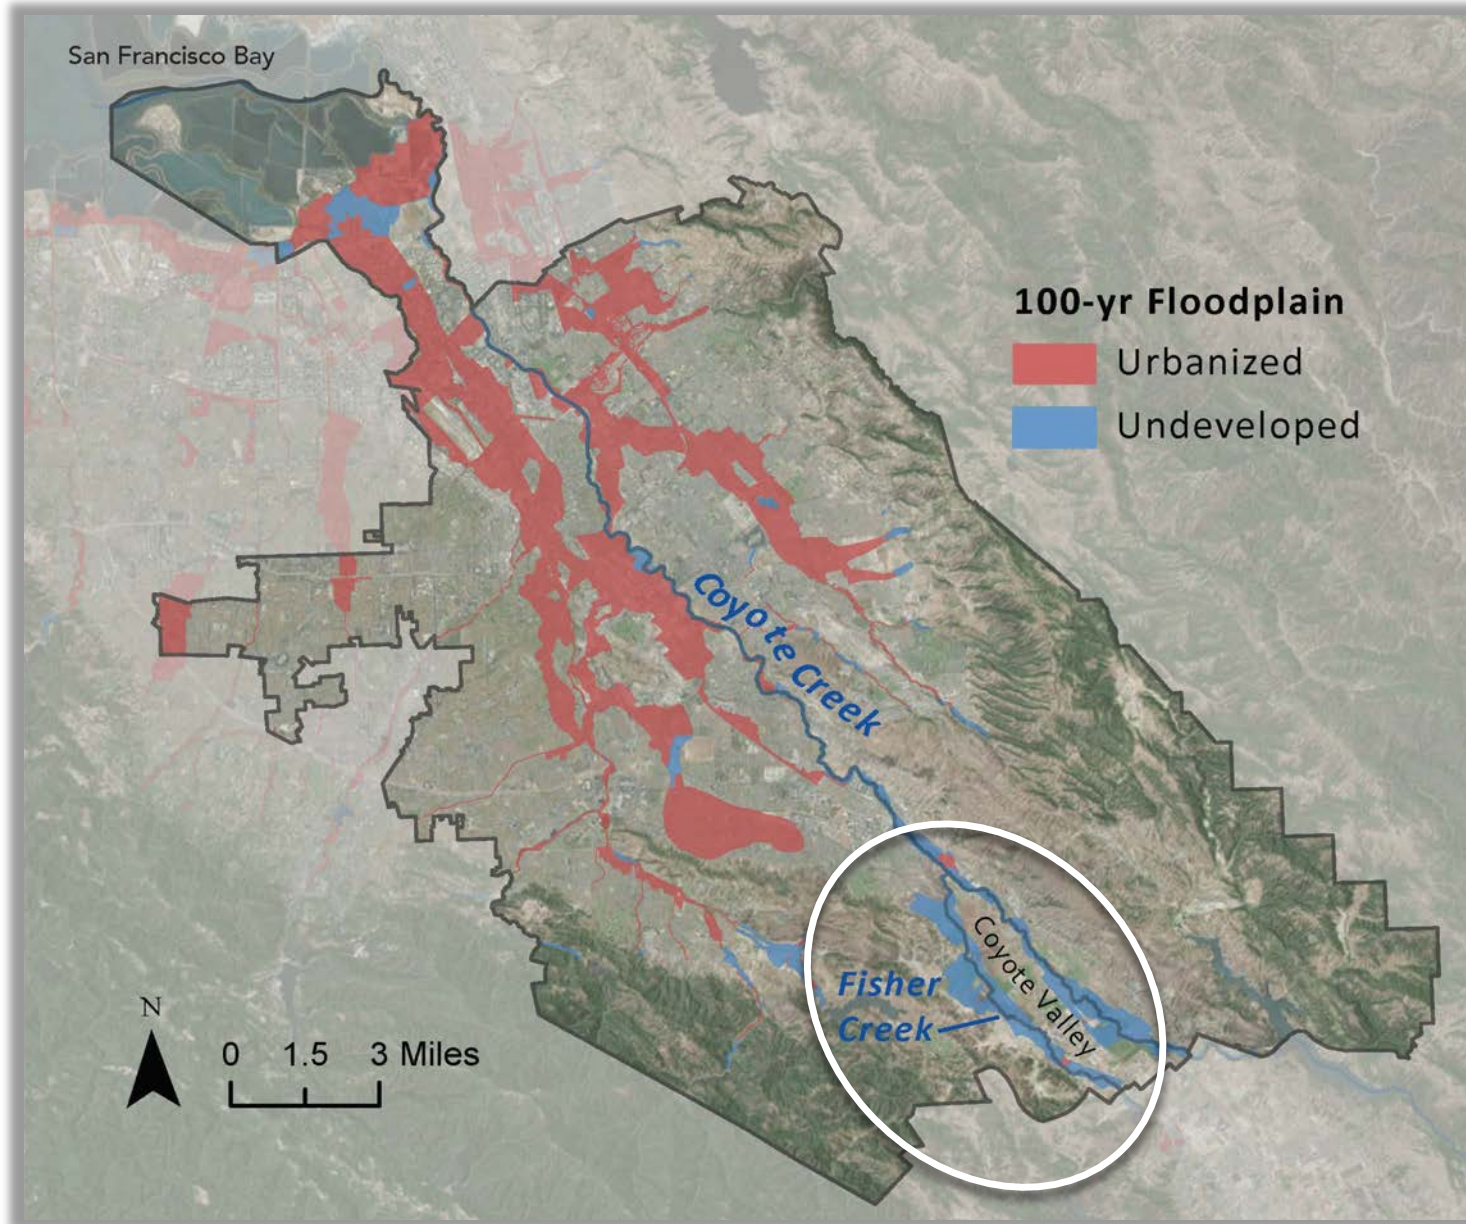 San Francisco Bay
100-yr Floodplain
Urbanized
Undeveloped
Coyote Creek
Coyote Valley
Fisher
Creek
N
0 1.5 3 Miles